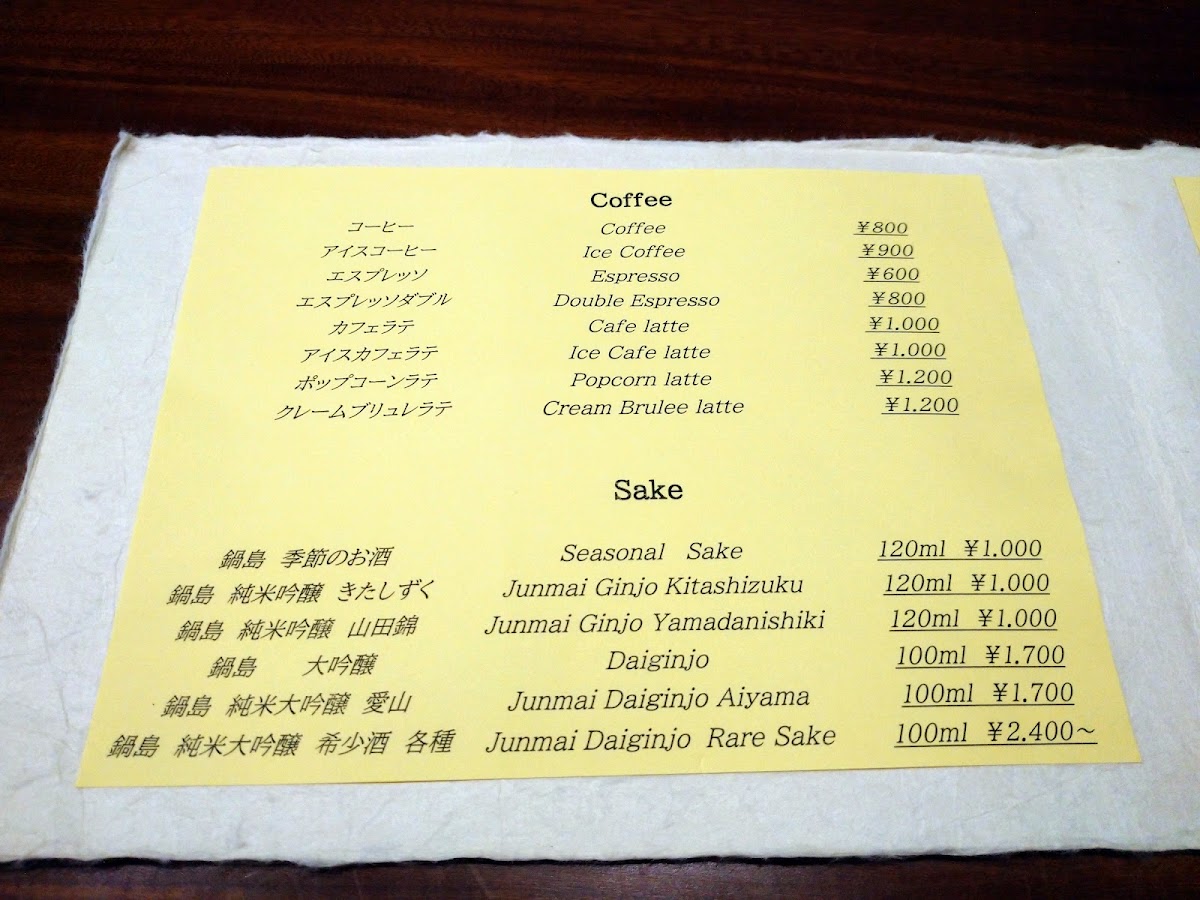 Coffee
コーヒー Coffee ¥800
アイスコーヒー Ice Coffee ¥900
エスプレッソ Espresso ¥600
エスプレッソダブル Double Espresso ¥800
カフェラテ Cafe latte ¥1.000
アイスカフェラテ Ice Cafe latte ¥1.000
ポップコーンラテ Popcorn latte ¥1.200
クレームブリュレラテ Cream Brulee latte ¥1.200
Sake
鍋島 季節のお酒 Seasonal Sake 120ml ¥1.000
鍋島 純米吟醸 きたしずく Junmai Ginjo Kitashizuku 120ml ¥1.000
鍋島 純米吟醸 山田錦 Junmai Ginjo Yamadanishiki 120ml ¥1.000
鍋島 大吟醸 Daiginjo 100ml ¥1.700
鍋島 純米大吟醸 愛山 Junmai Daiginjo Aiyama 100ml ¥1.700
鍋島 純米大吟醸 希少酒 各種 Junmai Daiginjo Rare Sake 100ml ¥2.400〜